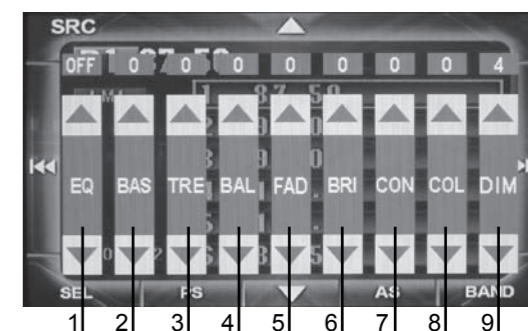 SRC
OFF 0 0 0 0 0 0 0 4
EQ BAS TRE BAL FAD BRI CON COL DIM
SEL PS AS BAND
1 2 3 4 5 6 7 8 9